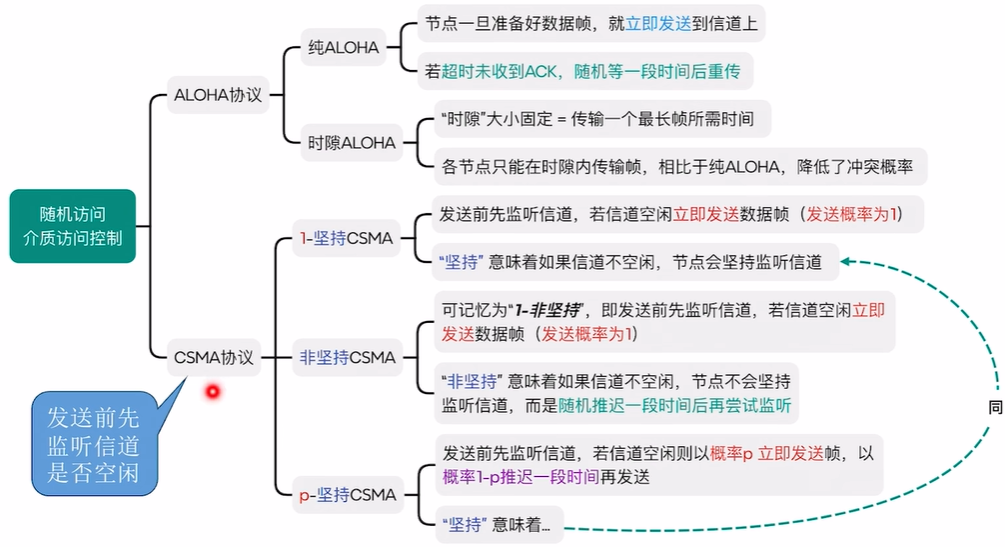 节点一旦准备好数据帧，就立即发送到信道上
纯ALOHA
若超时未收到ACK，随机等一段时间后重传
ALOHA协议
“时隙”大小固定 = 传输一个最长帧所需时间
时隙ALOHA
各节点只能在时隙内传输帧，相比于纯ALOHA，降低了冲突概率
随机访问
介质访问控制
发送前先监听信道，若信道空闲立即发送数据帧（发送概率为1）
1-坚持CSMA
“坚持” 意味着如果信道不空闲，节点会坚持监听信道
可记忆为“1-非坚持”，即发送前先监听信道，若信道空闲立即
发送数据帧（发送概率为1）
CSMA协议
非坚持CSMA
“非坚持” 意味着如果信道不空闲，节点不会坚持
监听信道，而是随机推迟一段时间后再尝试监听
同
发送前先
监听信道
是否空闲
发送前先监听信道，若信道空闲则以概率p 立即发送帧，以
概率1-p推迟一段时间再发送
p-坚持CSMA
“坚持” 意味着...